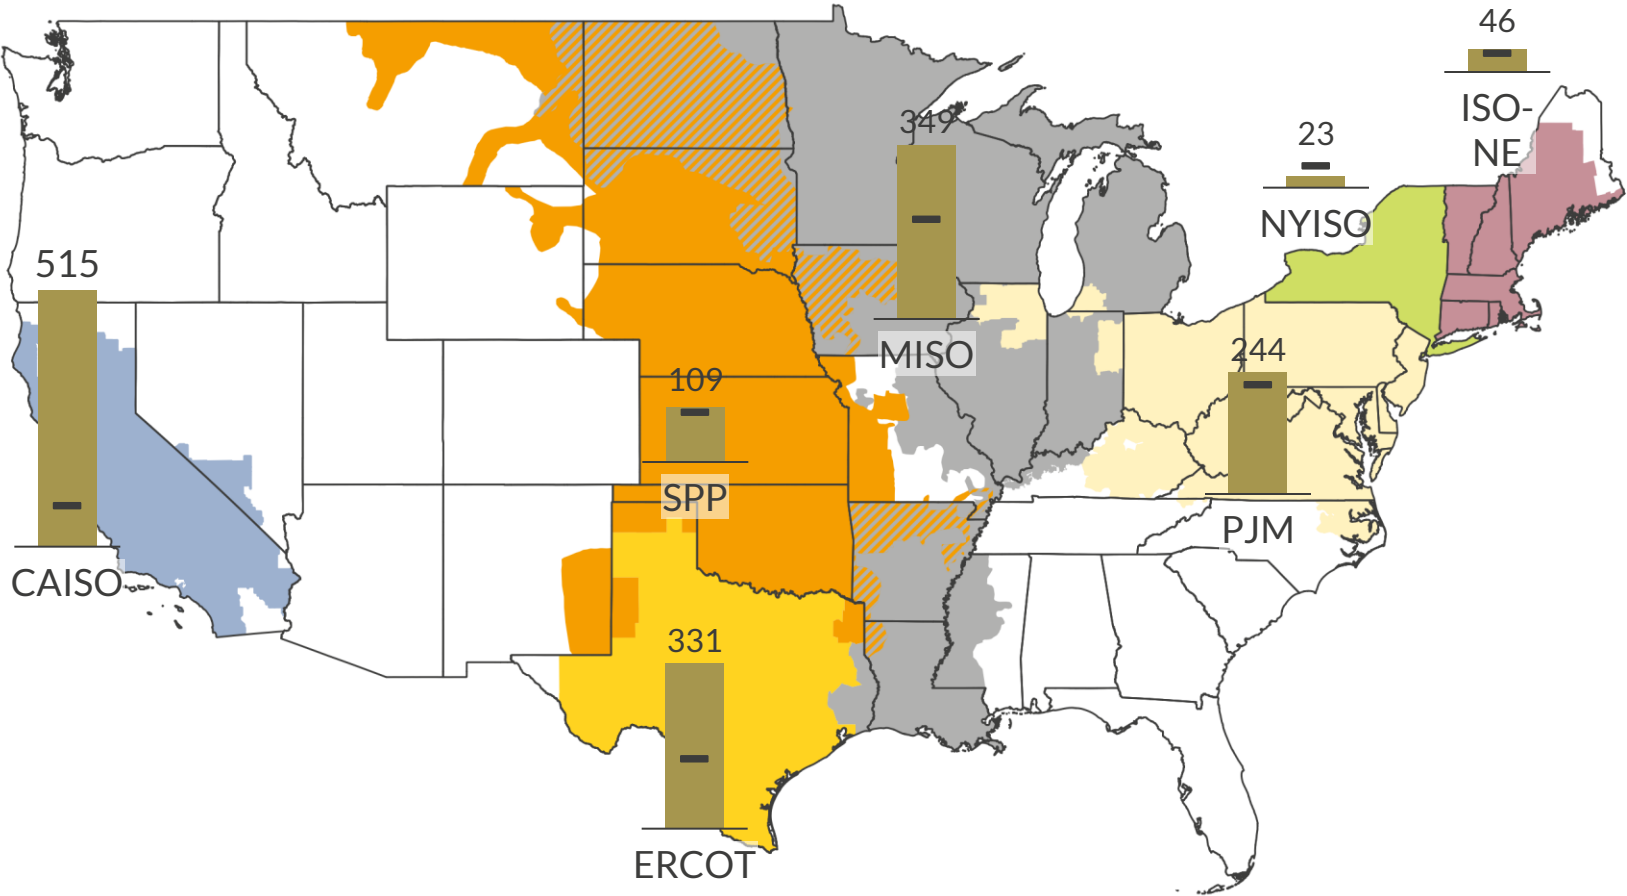 46
ISO-
NE
23
NYISO
349
MISO
515
CAISO
244
PJM
109
SPP
331
ERCOT